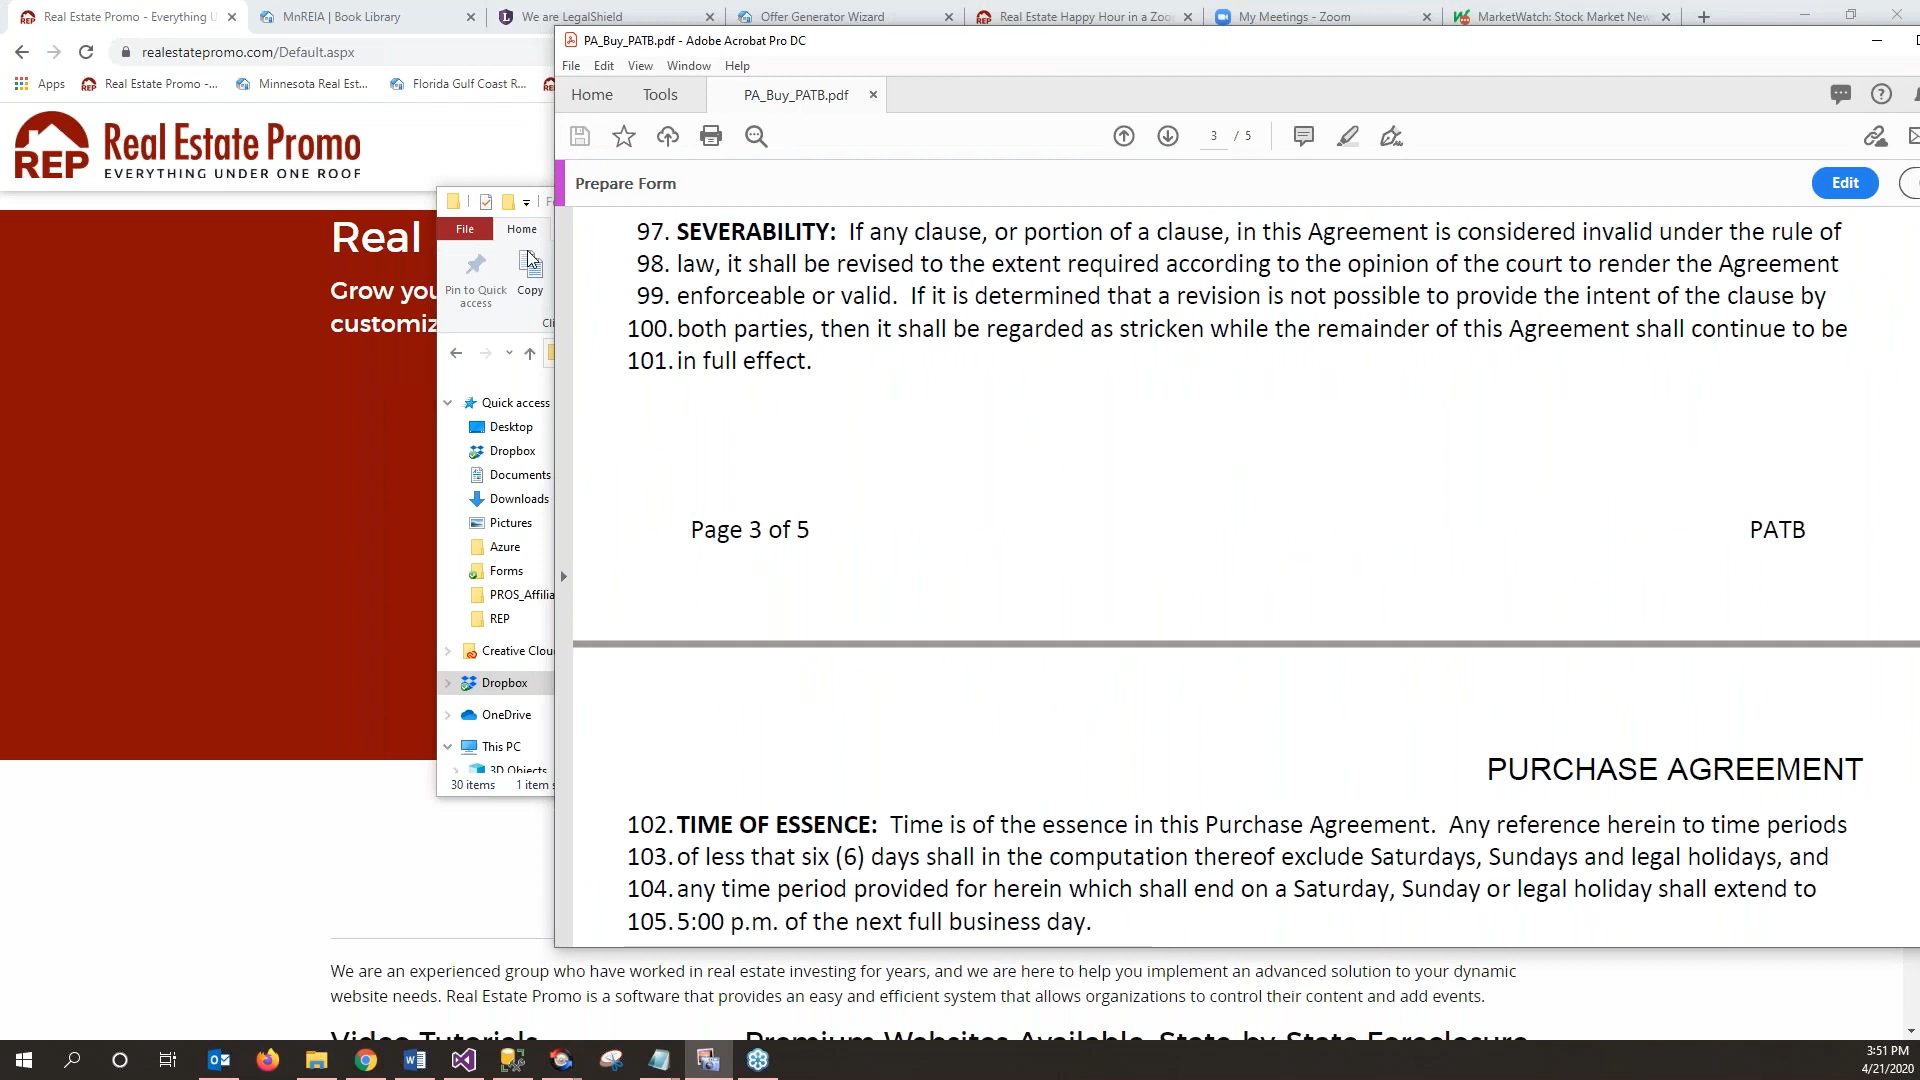 Real Estate Promo - Everything U
MnREIA | Book Library
We are LegalShield
Offer Generator Wizard
Real Estate Happy Hour in a Zoo
My Meetings - Zoom
MarketWatch: Stock Market New
realestatepromo.com/Default.aspx
Apps
Real Estate Promo -...
Minnesota Real Est...
Florida Gulf Coast R...
PA_Buy_PATB.pdf - Adobe Acrobat Pro DC
File Edit View Window Help
Home
Tools
PA_Buy_PATB.pdf
3 / 5
Prepare Form
Edit
REP
Real Estate Promo
EVERYTHING UNDER ONE ROOF
Real
Grow you
customiz
File
Home
Pin to Quick access
Copy
Cli
Quick access
Desktop
Dropbox
Documents
Downloads
Pictures
Azure
Forms
PROS_Affilia
REP
Creative Clou
Dropbox
OneDrive
This PC
3D Objects
30 items
1 item s
97. SEVERABILITY: If any clause, or portion of a clause, in this Agreement is considered invalid under the rule of
98. law, it shall be revised to the extent required according to the opinion of the court to render the Agreement
99. enforceable or valid. If it is determined that a revision is not possible to provide the intent of the clause by
100. both parties, then it shall be regarded as stricken while the remainder of this Agreement shall continue to be
101. in full effect.
Page 3 of 5
PATB
PURCHASE AGREEMENT
102. TIME OF ESSENCE: Time is of the essence in this Purchase Agreement. Any reference herein to time periods
103. of less that six (6) days shall in the computation thereof exclude Saturdays, Sundays and legal holidays, and
104. any time period provided for herein which shall end on a Saturday, Sunday or legal holiday shall extend to
105. 5:00 p.m. of the next full business day.
We are an experienced group who have worked in real estate investing for years, and we are here to help you implement an advanced solution to your dynamic
website needs. Real Estate Promo is a software that provides an easy and efficient system that allows organizations to control their content and add events.
Video Tutorials
Premium Websites Available, State by State Foreclosure
3:51 PM
4/21/2020